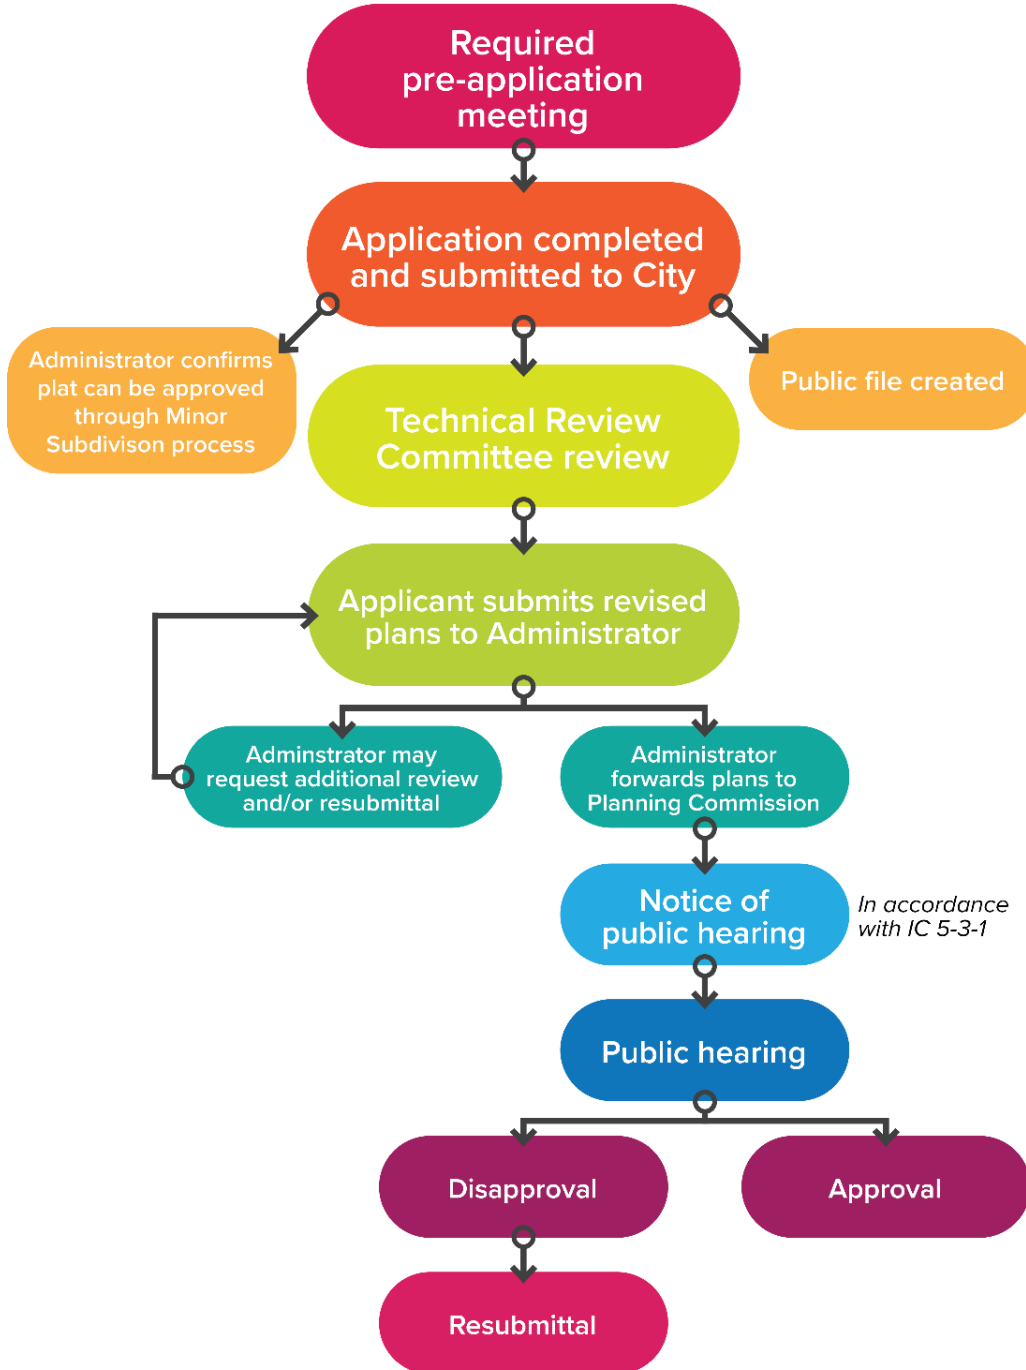 Required
pre-application
meeting
Application completed
and submitted to City
Administrator confirms
plat can be approved
through Minor
Subdivison process
Public file created
Technical Review
Committee review
Applicant submits revised
plans to Administrator
Adminstrator may
request additional review
and/or resubmittal
Administrator
forwards plans to
Planning Commission
Notice of
public hearing
In accordance
with IC 5-3-1
Public hearing
Disapproval
Approval
Resubmittal